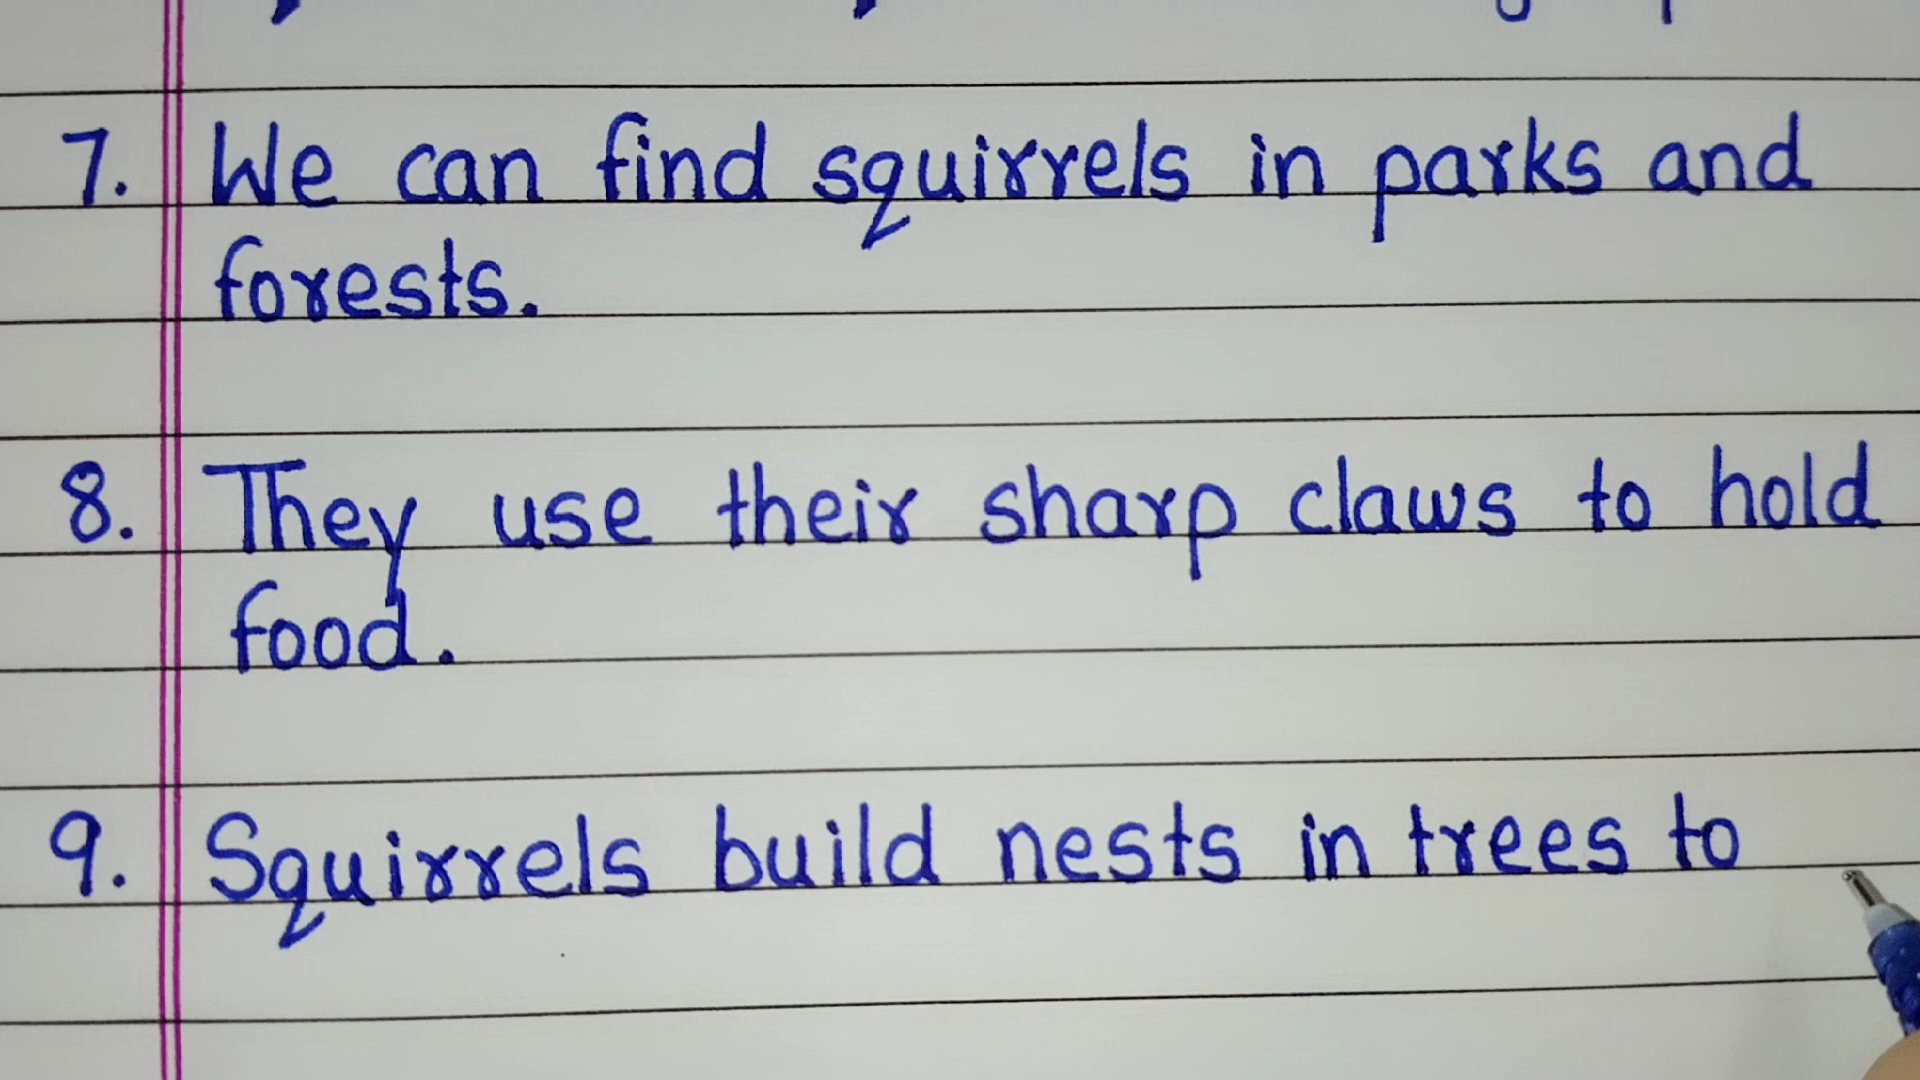 7. We can find squirrels in parks and
forests.
8. They use their sharp claws to hold
food.
9. Squirrels build nests in trees to